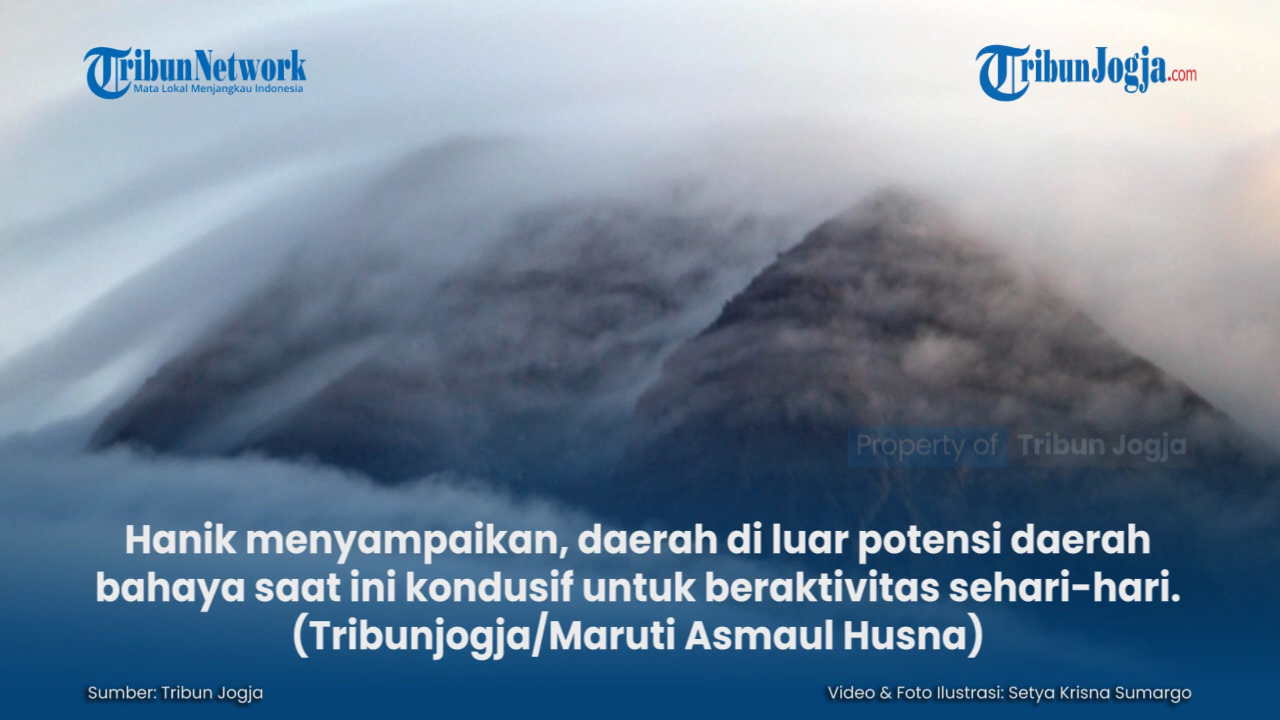 TribunNetwork
Mata Lokal Menjangkau Indonesia
TribunJogja.com
Property of Tribun Jogja
Hanik menyampaikan, daerah di luar potensi daerah
bahaya saat ini kondusif untuk beraktivitas sehari-hari.
(Tribunjogja/Maruti Asmaul Husna)
Sumber: Tribun Jogja
Video & Foto Ilustrasi: Setya Krisna Sumargo